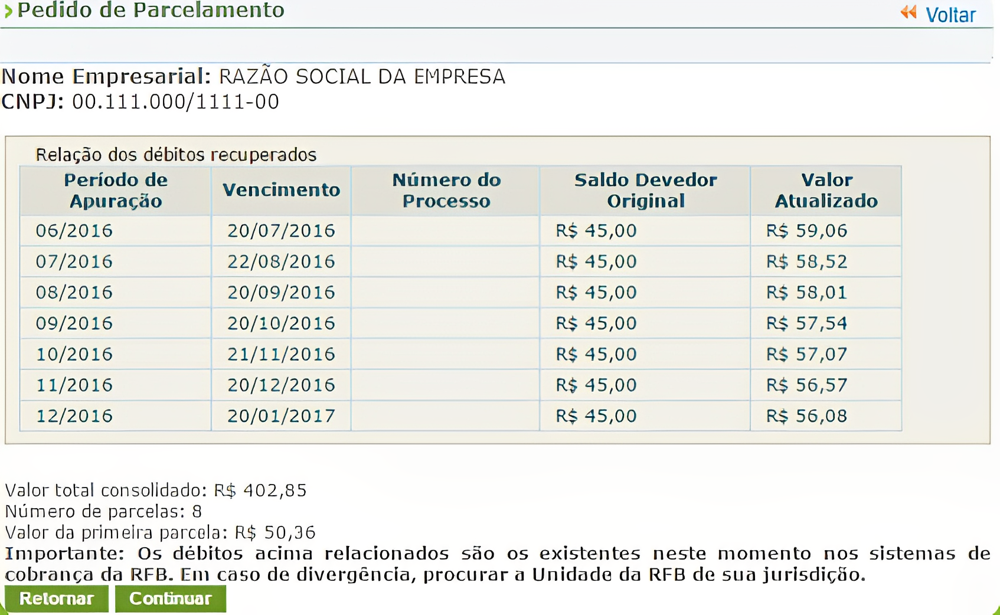 Pedido de Parcelamento
Voltar
Nome Empresarial: RAZÃO SOCIAL DA EMPRESA
CNPJ: 00.111.000/1111-00
Relação dos débitos recuperados
Período de Apuração Vencimento Número do Processo Saldo Devedor Original Valor Atualizado
06/2016 20/07/2016 R$ 45,00 R$ 59,06
07/2016 22/08/2016 R$ 45,00 R$ 58,52
08/2016 20/09/2016 R$ 45,00 R$ 58,01
09/2016 20/10/2016 R$ 45,00 R$ 57,54
10/2016 21/11/2016 R$ 45,00 R$ 57,07
11/2016 20/12/2016 R$ 45,00 R$ 56,57
12/2016 20/01/2017 R$ 45,00 R$ 56,08
Valor total consolidado: R$ 402,85
Número de parcelas: 8
Valor da primeira parcela: R$ 50,36
Importante: Os débitos acima relacionados são os existentes neste momento nos sistemas de
cobrança da RFB. Em caso de divergência, procurar a Unidade da RFB de sua jurisdição.
Retornar Continuar